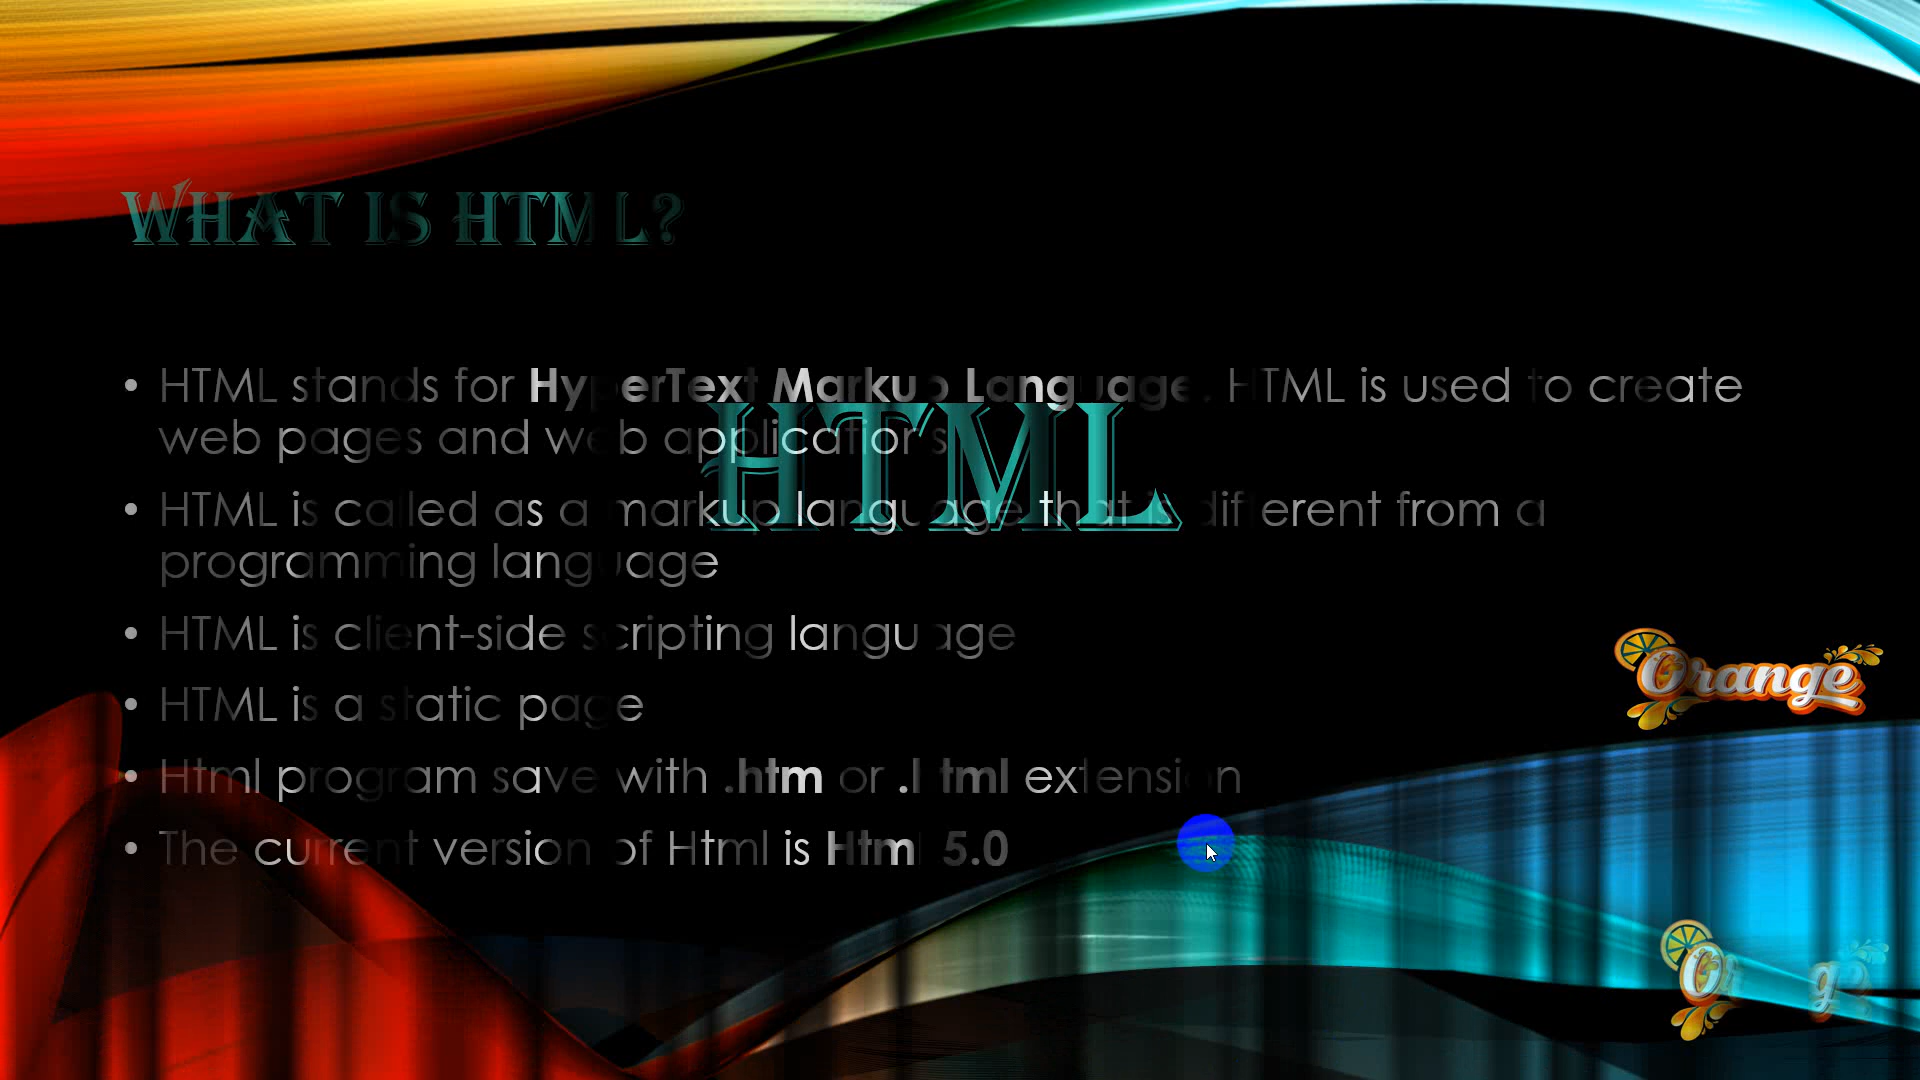 WHAT IS HTML?
• HTML stands for HyperText Markup Language. HTML is used to create
web pages and web applications
HTML
• HTML is called as a markup language that is different from a
programming language
• HTML is client-side scripting language
• HTML is a static page
• Html program save with .htm or .html extension
• The current version of Html is Html 5.0
Orange